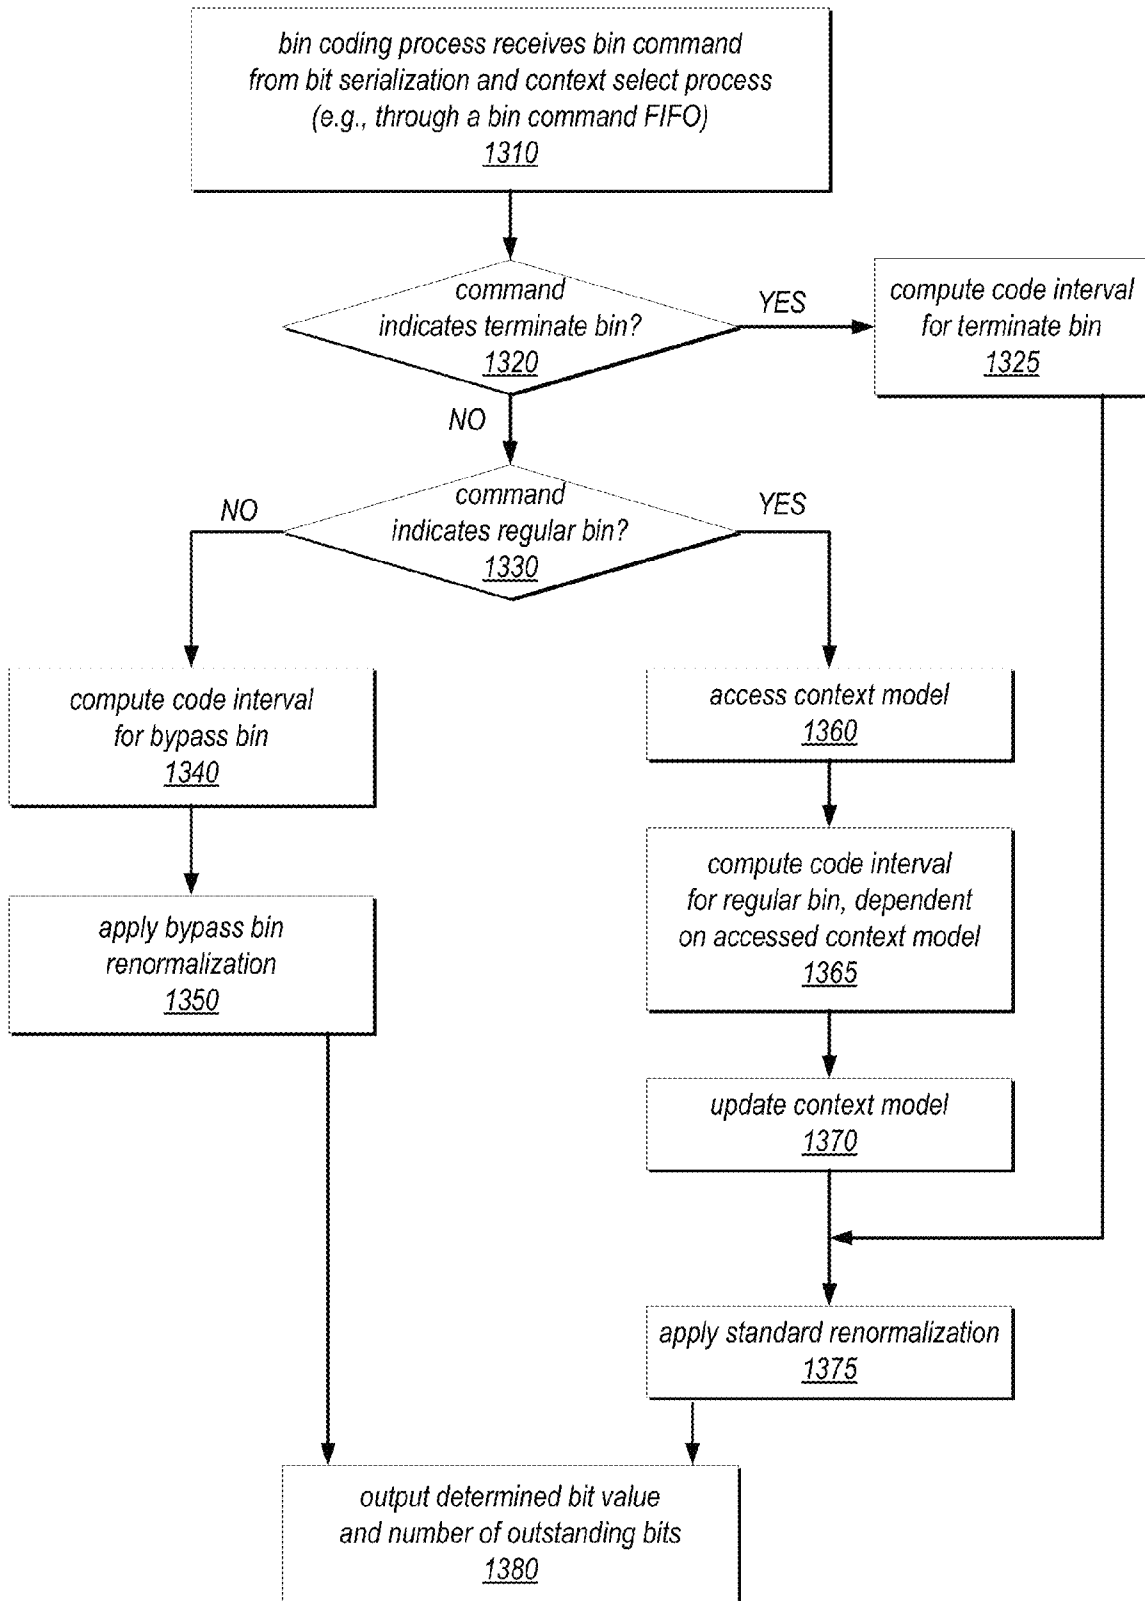 bin coding process receives bin command
from bit serialization and context select process
(e.g., through a bin command FIFO)
1310
command
indicates terminate bin?
1320
YES
compute code interval
for terminate bin
1325
NO
command
indicates regular bin?
1330
NO
YES
compute code interval
for bypass bin
1340
access context model
1360
apply bypass bin
renormalization
1350
compute code interval
for regular bin, dependent
on accessed context model
1365
update context model
1370
apply standard renormalization
1375
output determined bit value
and number of outstanding bits
1380